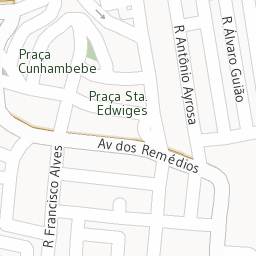 Praça
Cunhambebe
Praça Sta.
Edwiges
R Antônio Ayrosa
R Álvaro Guião
Av dos Remédios
R Francisco Alves